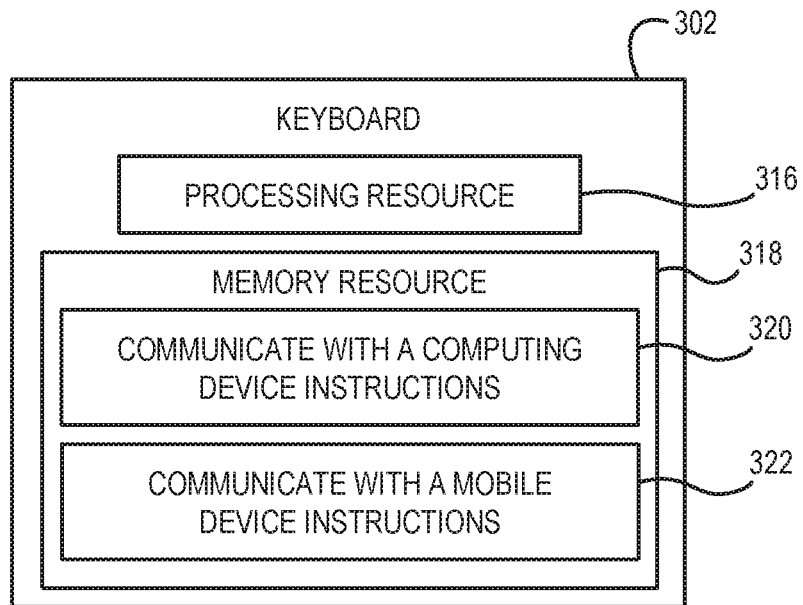 302
KEYBOARD
PROCESSING RESOURCE
316
318
MEMORY RESOURCE
COMMUNICATE WITH A COMPUTING
DEVICE INSTRUCTIONS
320
COMMUNICATE WITH A MOBILE
DEVICE INSTRUCTIONS
322